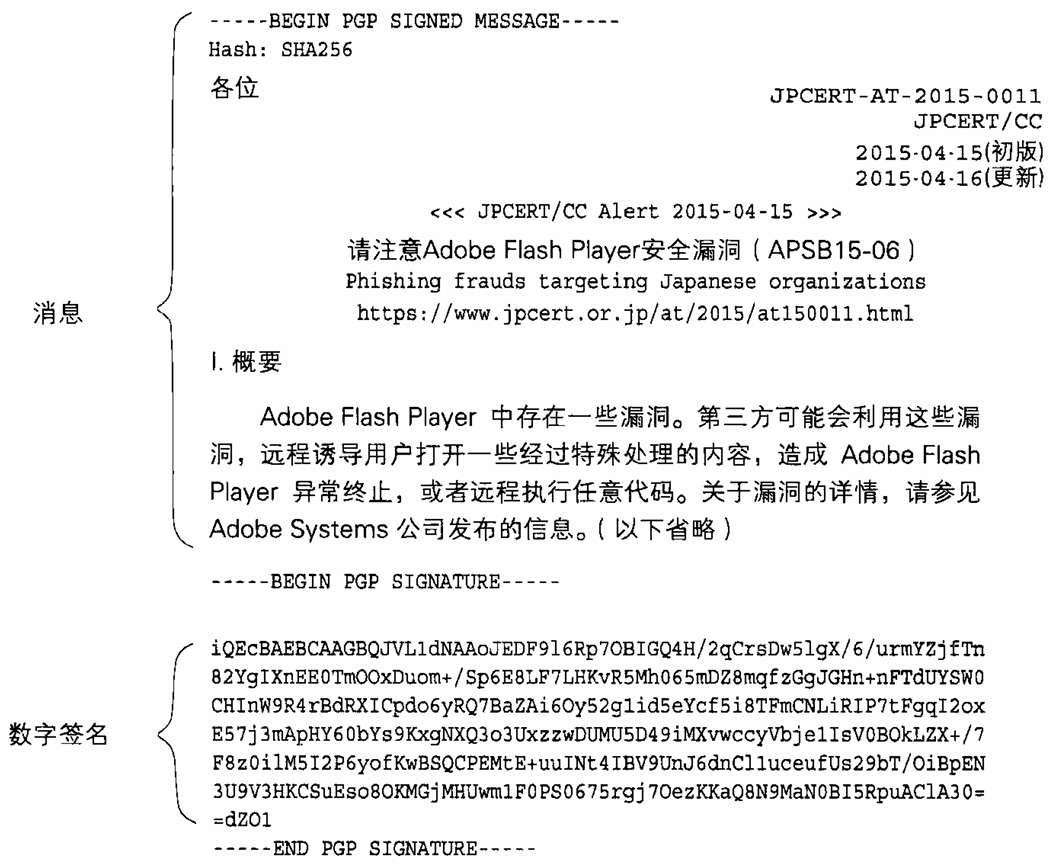 -----BEGIN PGP SIGNED MESSAGE-----
Hash: SHA256
各位
JPCERT-AT-2015-0011
JPCERT/CC
2015-04-15(初版)
2015-04-16(更新)
<<< JPCERT/CC Alert 2015-04-15 >>>
请注意Adobe Flash Player安全漏洞(APSB15-06)
Phishing frauds targeting Japanese organizations
https://www.jpcert.or.jp/at/2015/at150011.html
消息
I. 概要
Adobe Flash Player 中存在一些漏洞。第三方可能会利用这些漏
洞，远程诱导用户打开一些经过特殊处理的内容，造成 Adobe Flash
Player 异常终止，或者远程执行任意代码。关于漏洞的详情，请参见
Adobe Systems 公司发布的信息。(以下省略)
-----BEGIN PGP SIGNATURE-----
iQEcBAEBCAAGBQJVL1dNAAoJEDF9l6Rp7OBIGQ4H/2qCrsDw5lgX/6/urmYZjfTn
82YgIXnEE0TmOOxDuom+/Sp6E8LF7LHKvR5Mh065mDZ8mqfzGgJGHn+nFTdUYSW0
CHInW9R4rBdRXICpdo6yRQ7BaZAi6Oy52glid5eYcf5i8TFmCNLiRIP7tFgqI2ox
E57j3mApHY60bYs9KxgNXQ3o3UxzzwDUMU5D49iMXvwccyVbje1IsV0BOkLZX+/7
数字签名
F8z0ilM5I2P6yofKwBSQCPEMtE+uuINt4IBV9UnJ6dnCl1uceufUs29bT/OiBpEN
3U9V3HKCSuEso8OKMGjMHUwm1F0PS0675rgj7OezKKaQ8N9MaN0BI5RpuAClA30=
=dZO1
-----END PGP SIGNATURE-----